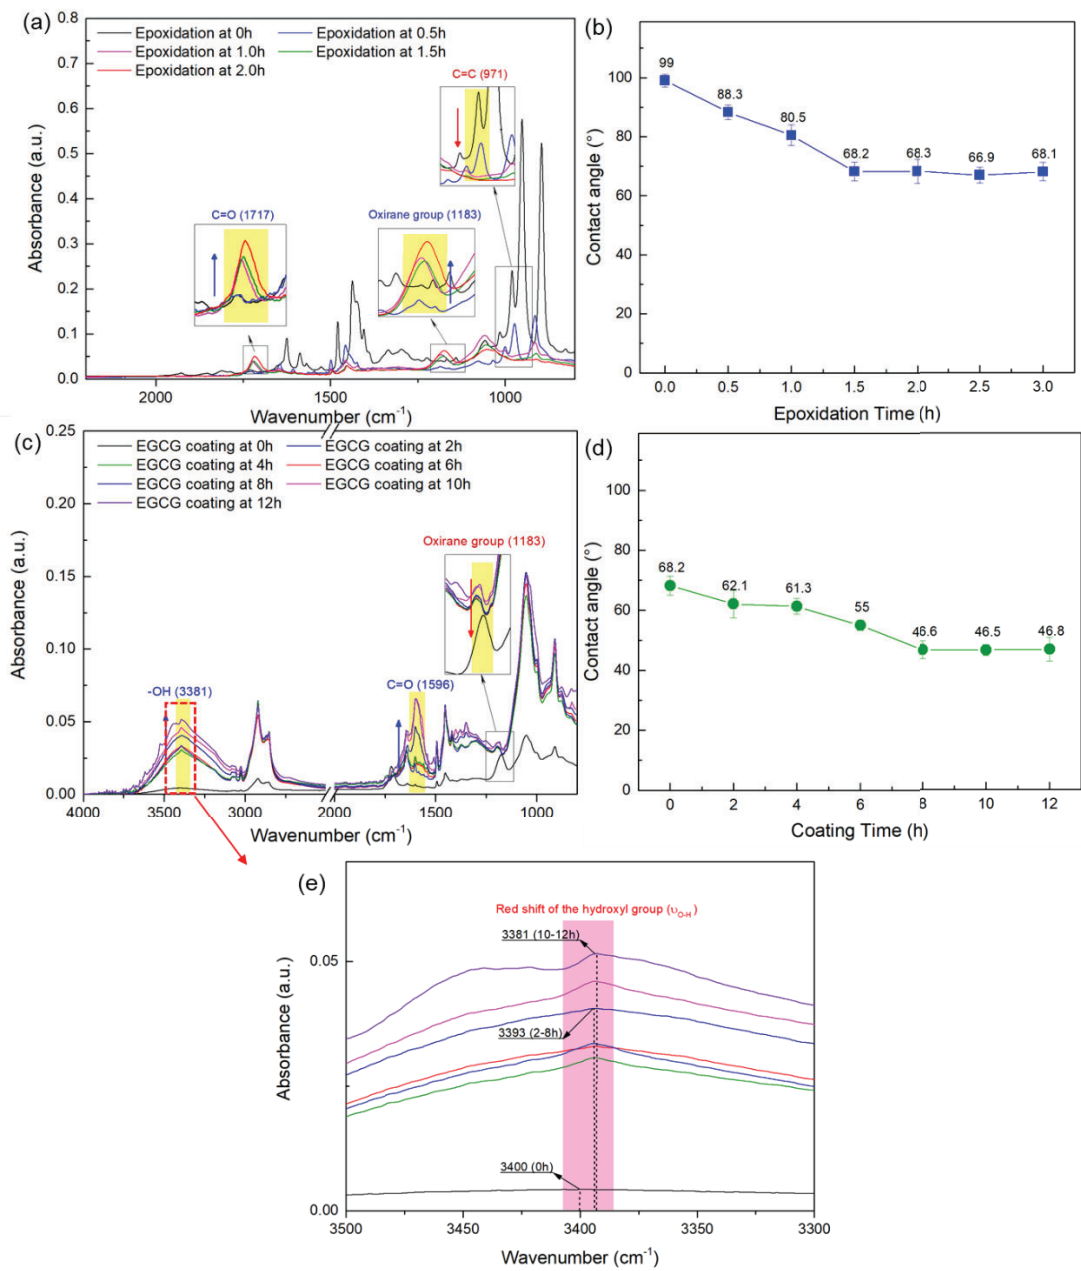 (a)
0.8
0.7
0.6
0.5
0.4
0.3
0.2
0.1
0.0
Absorbance (a.u.)
Epoxidation at 0h
Epoxidation at 0.5h
Epoxidation at 1.0h
Epoxidation at 1.5h
Epoxidation at 2.0h
C=C (971)
C=O (1717)
Oxirane group (1183)
2000
1500
1000
Wavenumber (cm-1)
(b)
100
80
60
40
20
0
Contact angle (°)
99
88.3
80.5
68.2
68.3
66.9
68.1
0.0
0.5
1.0
1.5
2.0
2.5
3.0
Epoxidation Time (h)
(c)
0.25
0.20
0.15
0.10
0.05
0.00
Absorbance (a.u.)
EGCG coating at 0h
EGCG coating at 2h
EGCG coating at 4h
EGCG coating at 6h
EGCG coating at 8h
EGCG coating at 10h
EGCG coating at 12h
Oxirane group (1183)
-OH (3381)
C=O (1596)
4000
3500
3000
2000
1500
1000
Wavenumber (cm-1)
(d)
100
80
60
40
20
0
Contact angle (°)
68.2
62.1
61.3
55
46.6
46.5
46.8
0
2
4
6
8
10
12
Coating Time (h)
(e)
Red shift of the hydroxyl group (υO-H)
3381 (10-12h)
0.05
3393 (2-8h)
Absorbance (a.u.)
3400 (0h)
0.00
3500
3450
3400
3350
3300
Wavenumber (cm-1)